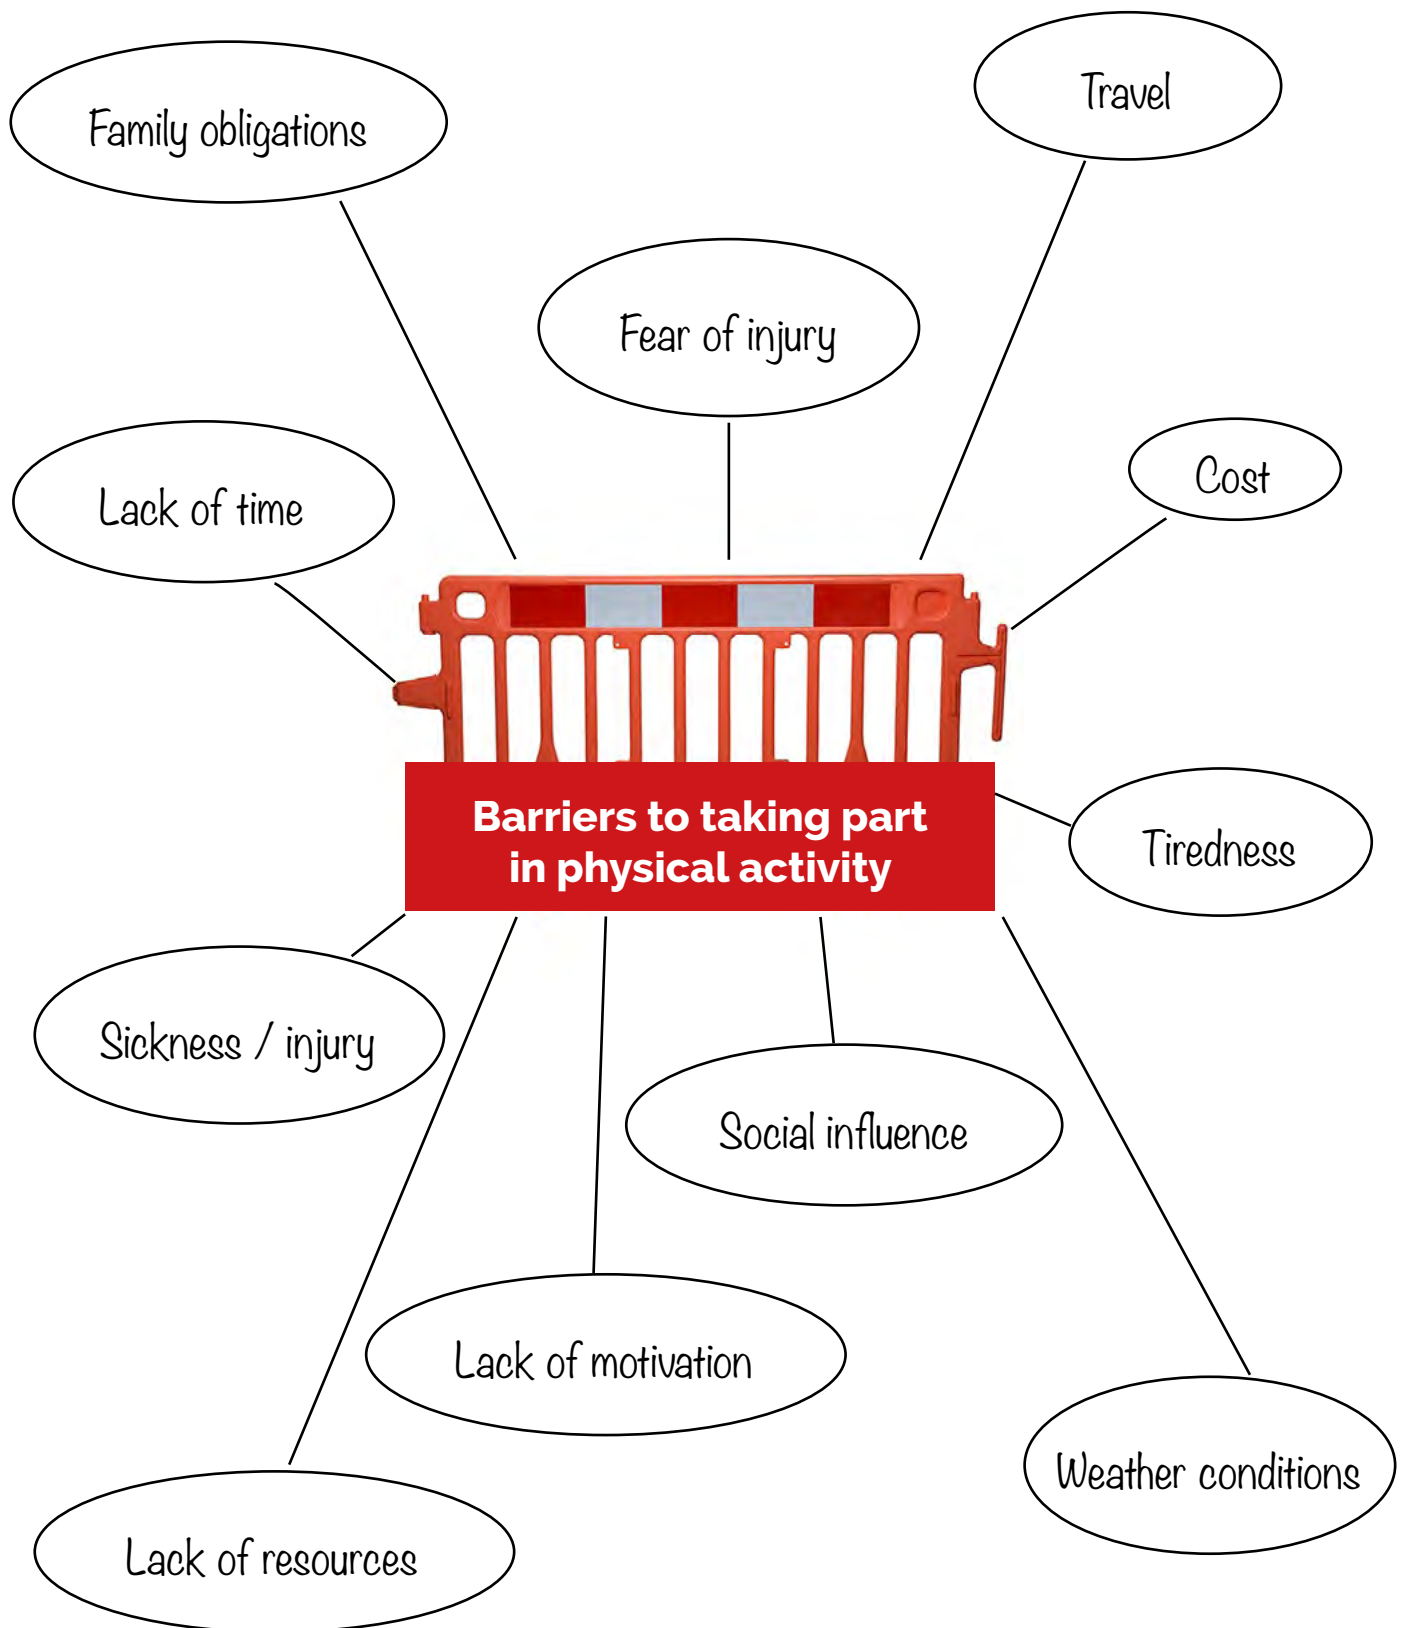 Travel
Family obligations
Fear of injury
Cost
Lack of time
Barriers to taking part
in physical activity
Tiredness
Sickness / injury
Social influence
Lack of motivation
Weather conditions
Lack of resources